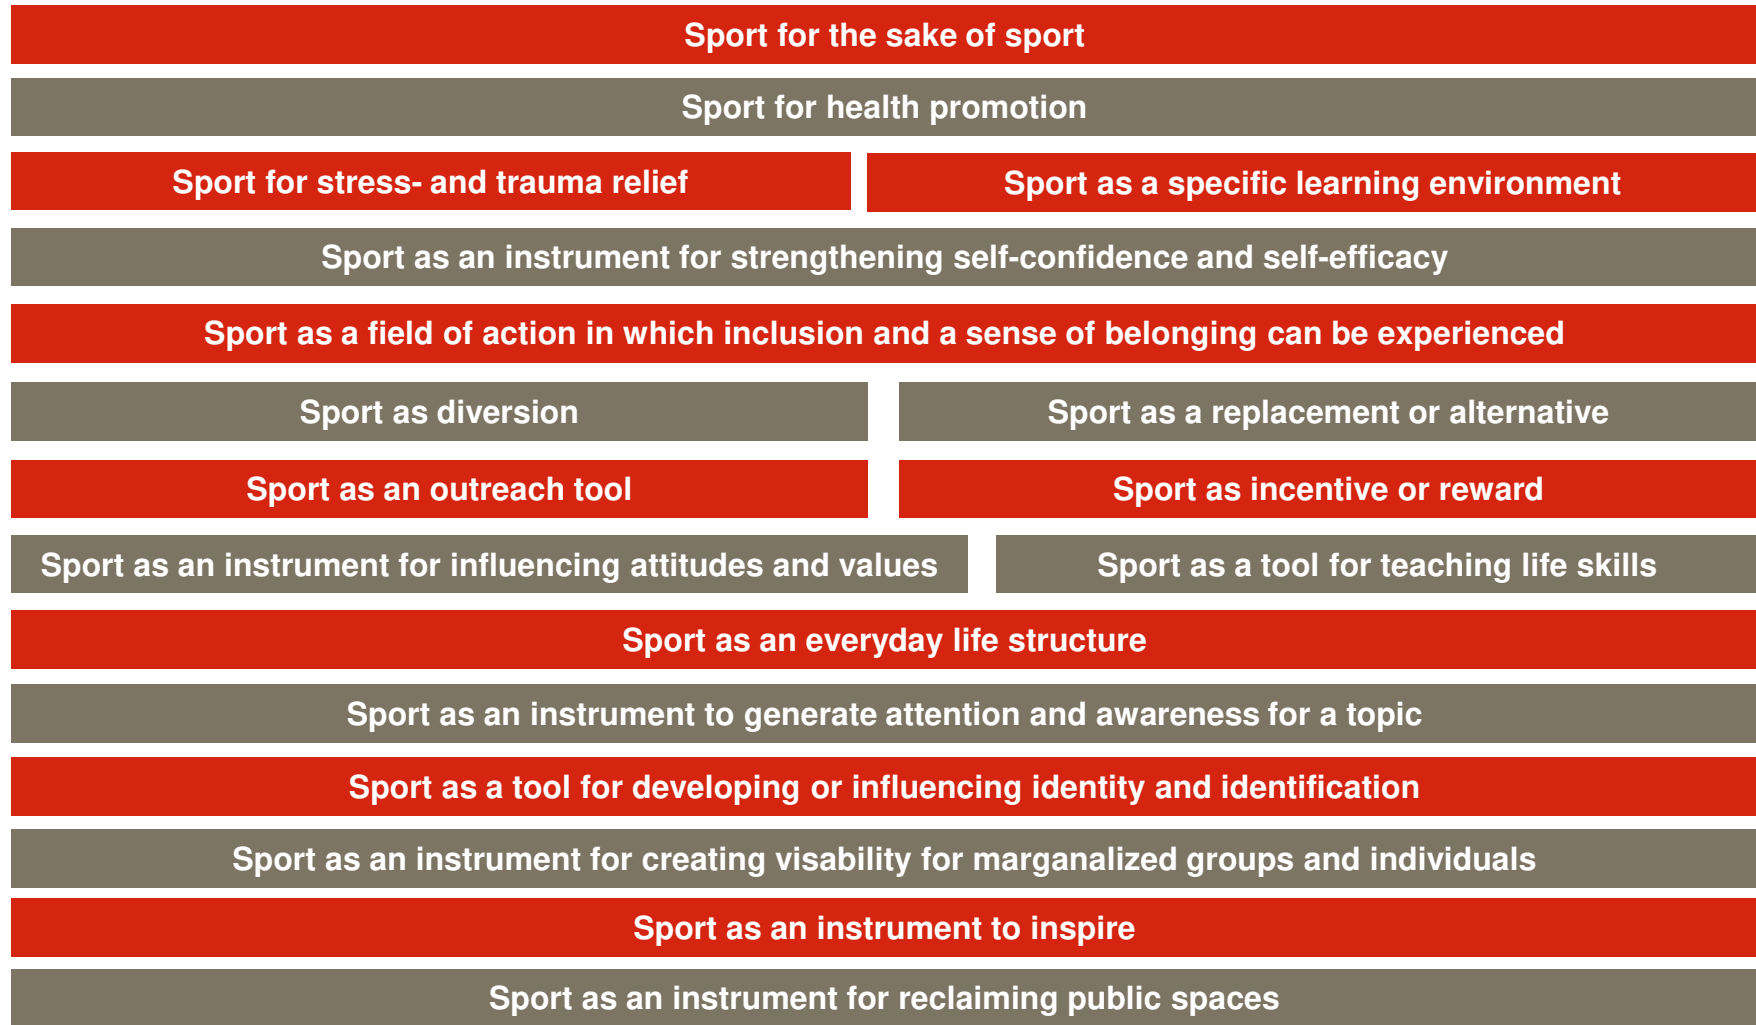 Sport for the sake of sport
Sport for health promotion
Sport for stress- and trauma relief
Sport as a specific learning environment
Sport as an instrument for strengthening self-confidence and self-efficacy
Sport as a field of action in which inclusion and a sense of belonging can be experienced
Sport as diversion
Sport as a replacement or alternative
Sport as an outreach tool
Sport as incentive or reward
Sport as an instrument for influencing attitudes and values
Sport as a tool for teaching life skills
Sport as an everyday life structure
Sport as an instrument to generate attention and awareness for a topic
Sport as a tool for developing or influencing identity and identification
Sport as an instrument for creating visability for marganalized groups and individuals
Sport as an instrument to inspire
Sport as an instrument for reclaiming public spaces